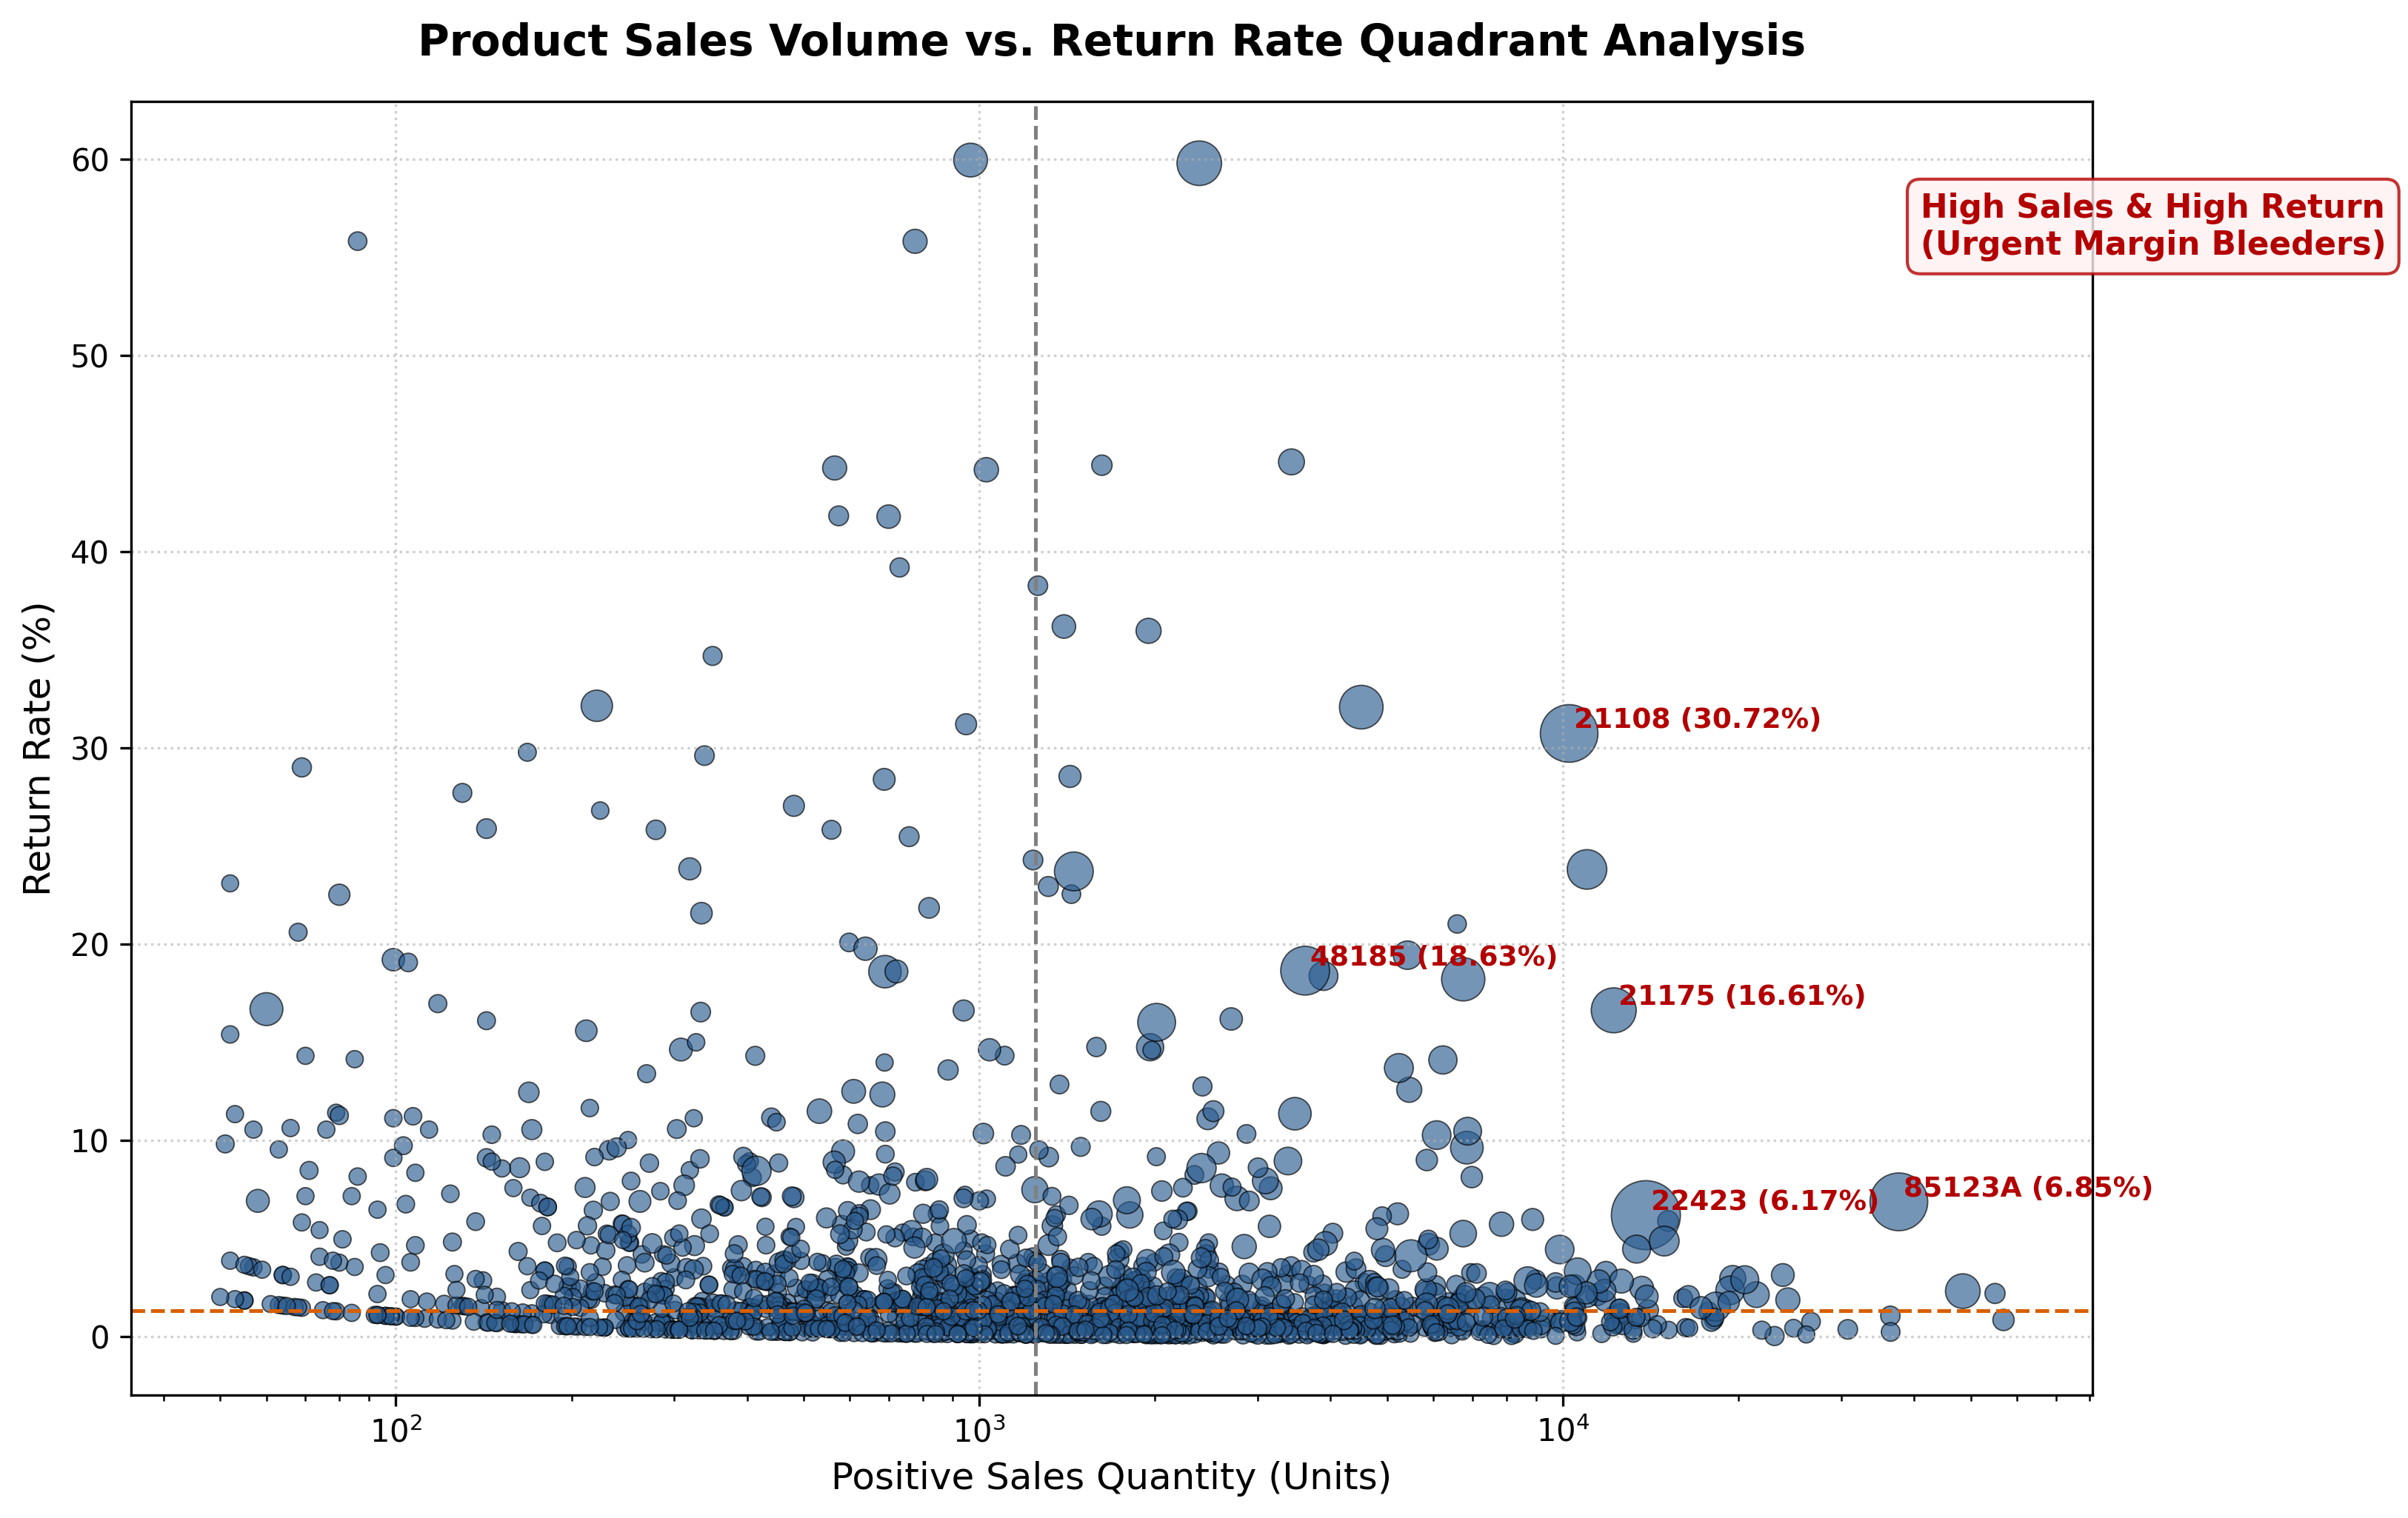 Product Sales Volume vs. Return Rate Quadrant Analysis
High Sales & High Return
(Urgent Margin Bleeders)
Return Rate (%)
60
50
40
30
20
10
0
21108 (30.72%)
48185 (18.63%)
21175 (16.61%)
85123A (6.85%)
22423 (6.17%)
10²
10³
10⁴
Positive Sales Quantity (Units)